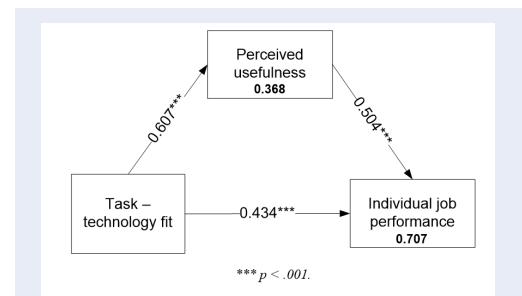 Perceived
usefulness
0.368
0.607***
0.504***
Task –
technology fit
0.434***
Individual job
performance
0.707
*** p < .001.